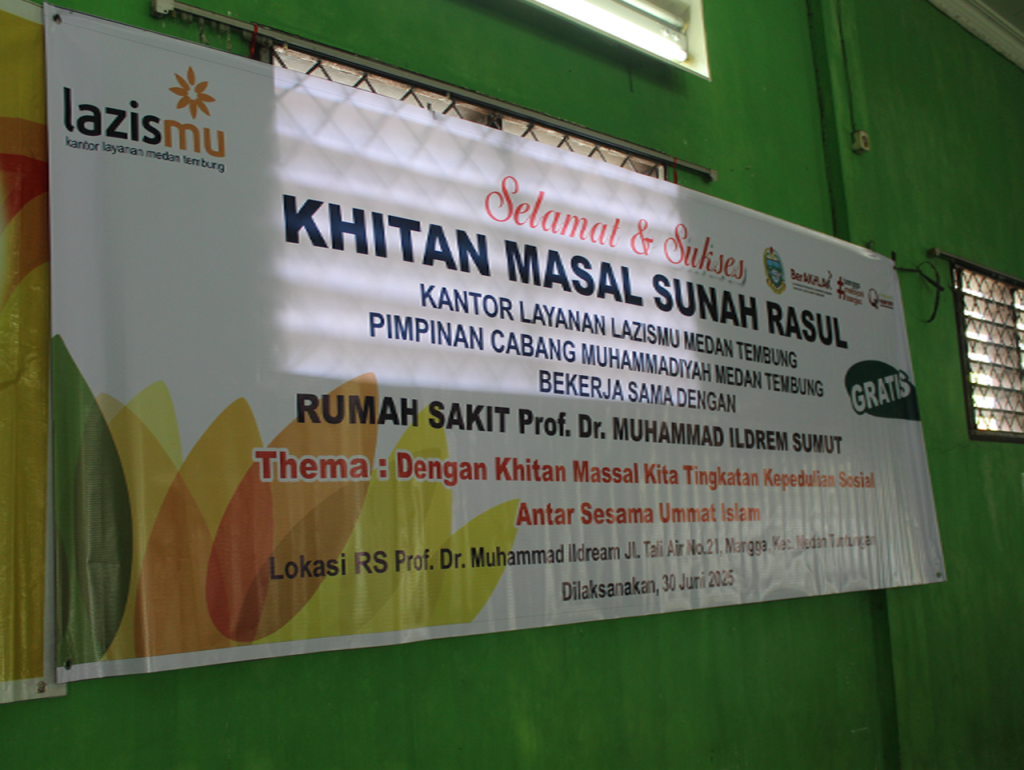 lazismu
kantor layanan medan tembung
Selamat & Sukses
KHITAN MASAL SUNAH RASUL
BerAKHLAK
KANTOR LAYANAN LAZISMU MEDAN TEMBUNG
PIMPINAN CABANG MUHAMMADIYAH MEDAN TEMBUNG
BEKERJA SAMA DENGAN
GRATIS
RUMAH SAKIT Prof. Dr. MUHAMMAD ILDREM SUMUT
Thema : Dengan Khitan Massal Kita Tingkatan Kepedulian Sosial
Antar Sesama Ummat Islam
Lokasi RS Prof. Dr. Muhammad Ildream Jl. Tali Air No.21, Mangga, Kec. Medan Tuntungan
Dilaksanakan, 30 Juni 2025